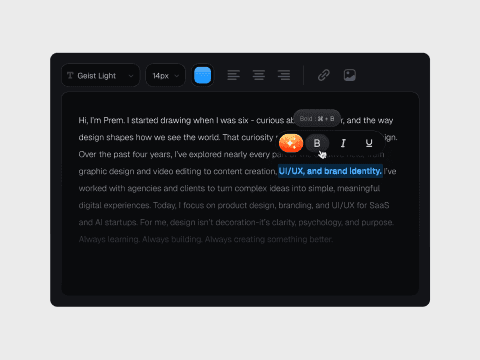 Geist Light
14px
Bold : ⌘ + B
B I U
Hi, I'm Prem. I started drawing when I was six - curious ab and the way
design shapes how we see the world. That curiosity
Over the past four years, I've explored nearly every
graphic design and video editing to content creation, UI/UX, and brand identity. I've
worked with agencies and clients to turn complex ideas into simple, meaningful
digital experiences. Today, I focus on product design, branding, and UI/UX for SaaS
and AI startups. For me, design isn't decoration-it's clarity, psychology, and purpose.
Always learning. Always building. Always creating something better.